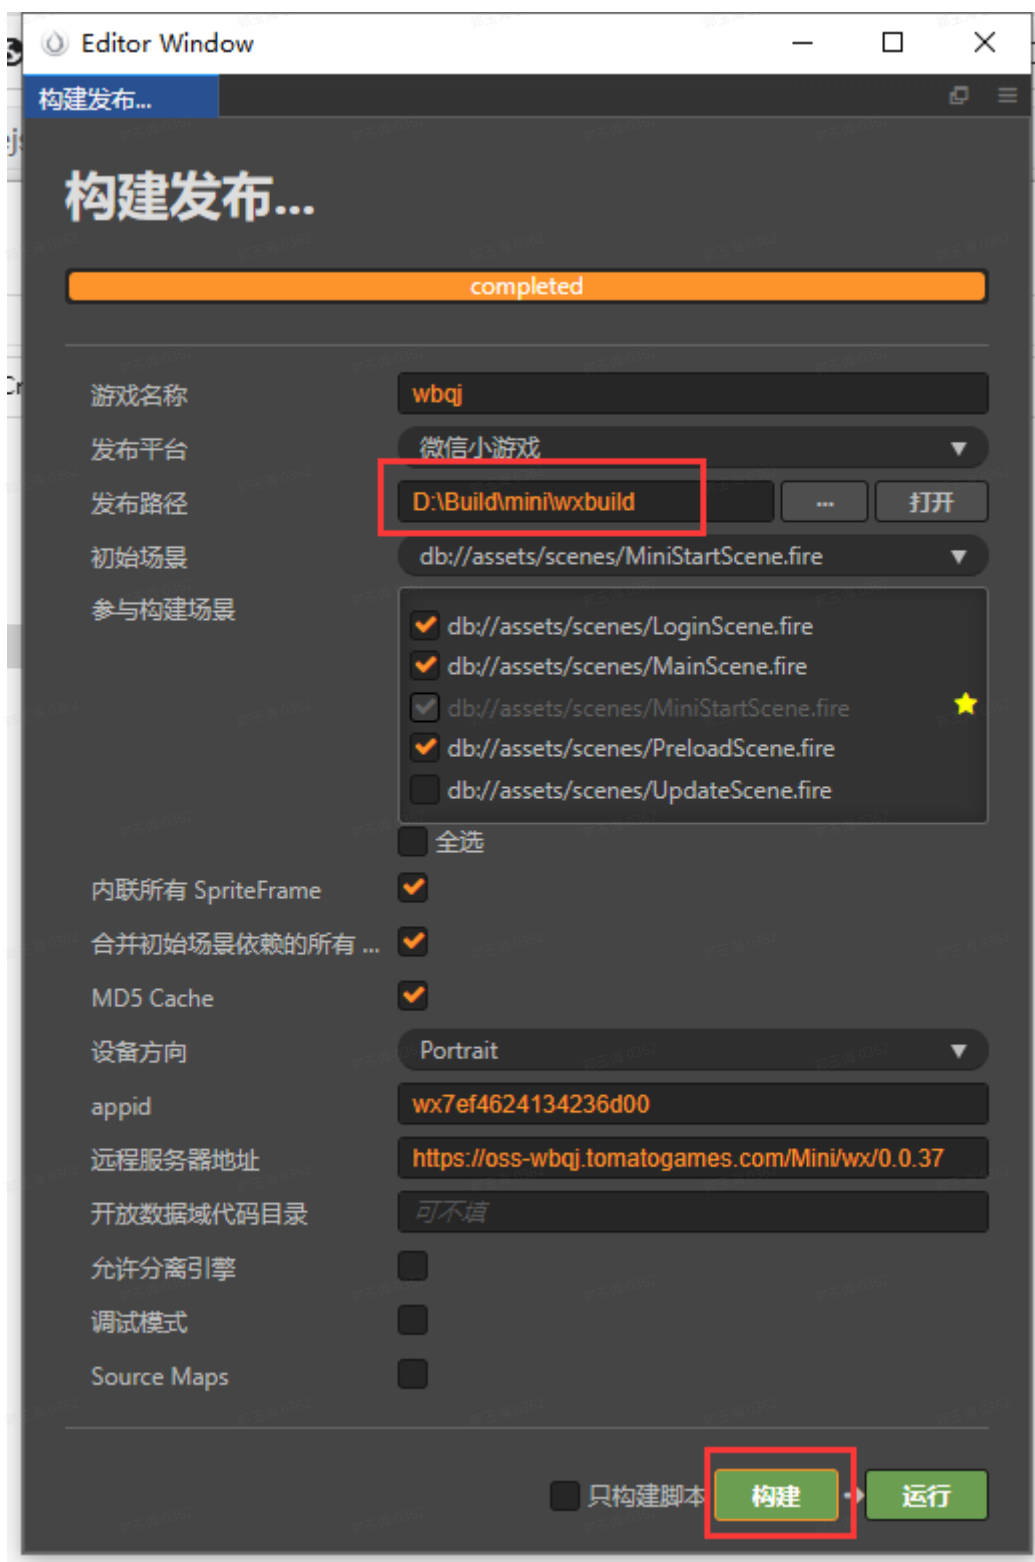 Editor Window
构建发布...
构建发布...
completed
游戏名称 wbqj
发布平台 微信小游戏
发布路径 D:\Build\mini\wxbuild ... 打开
初始场景 db://assets/scenes/MiniStartScene.fire
参与构建场景
db://assets/scenes/LoginScene.fire
db://assets/scenes/MainScene.fire
db://assets/scenes/MiniStartScene.fire
db://assets/scenes/PreloadScene.fire
db://assets/scenes/UpdateScene.fire
全选
内联所有 SpriteFrame
合并初始场景依赖的所有 ...
MD5 Cache
设备方向 Portrait
appid wx7ef4624134236d00
远程服务器地址 https://oss-wbqj.tomatogames.com/Mini/wx/0.0.37
开放数据域代码目录 可不填
允许分离引擎
调试模式
Source Maps
只构建脚本 构建 运行